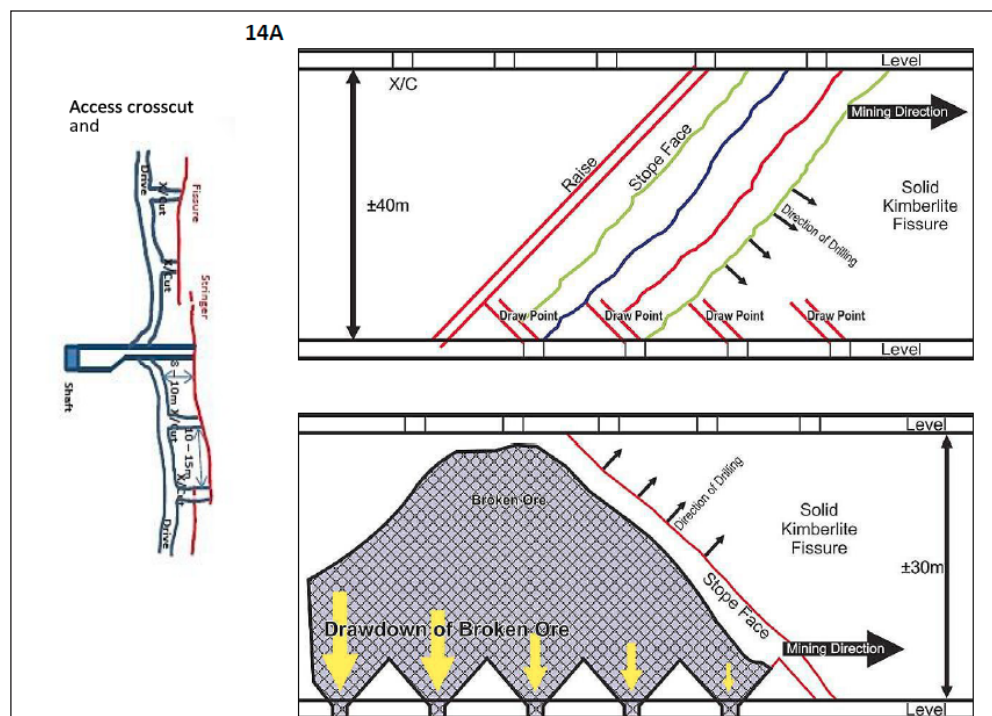 14A
Access crosscut
and
Drive
X/Cut
Fissure
X/Cut
Stringer
Shaft
8 – 10m
X/Cut
10 – 15m
X/Cut
Drive
Level
X/C
Mining Direction
Raise
Stope Face
±40m
Solid
Kimberlite
Fissure
Direction of Drilling
Draw Point
Draw Point
Draw Point
Draw Point
Level
Level
Broken Ore
Direction of Drilling
Solid
Kimberlite
Fissure
±30m
Stope Face
Drawdown of Broken Ore
Mining Direction
Level